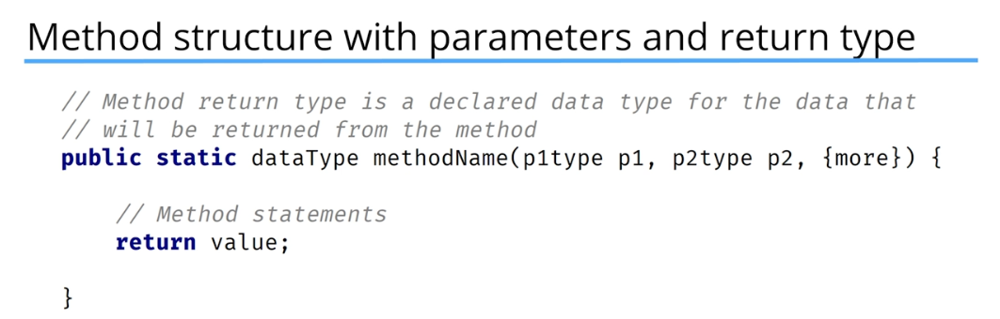 Method structure with parameters and return type
// Method return type is a declared data type for the data that
// will be returned from the method
public static dataType methodName(p1type p1, p2type p2, {more}) {
// Method statements
return value;
}